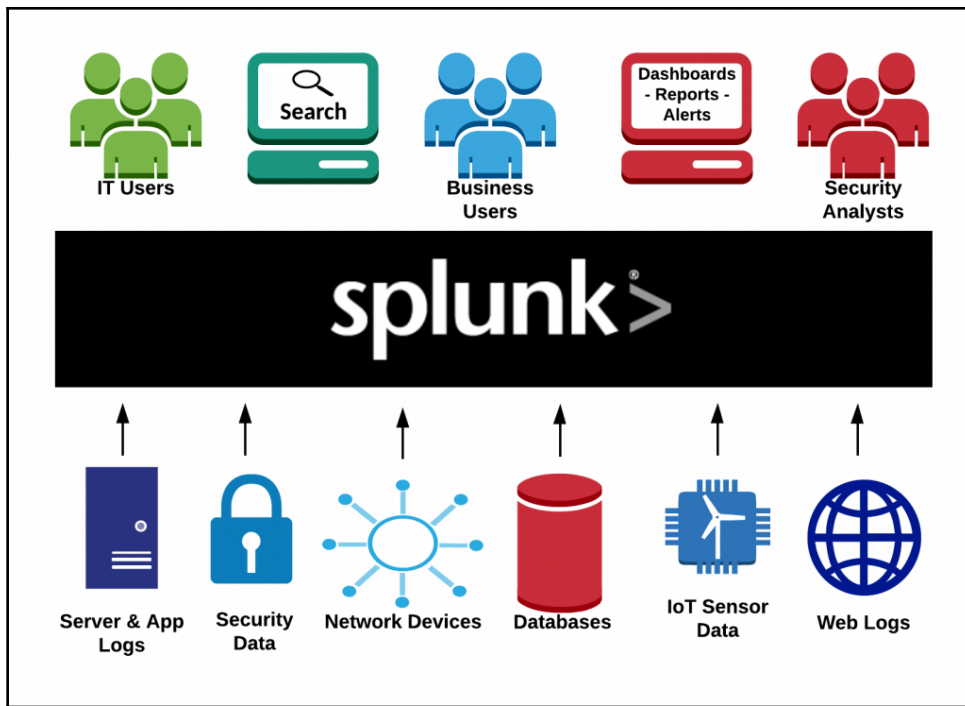 Search
Dashboards
- Reports -
Alerts
IT Users
Business
Users
Security
Analysts
splunk>®
Server & App
Logs
Security
Data
Network Devices
Databases
IoT Sensor
Data
Web Logs